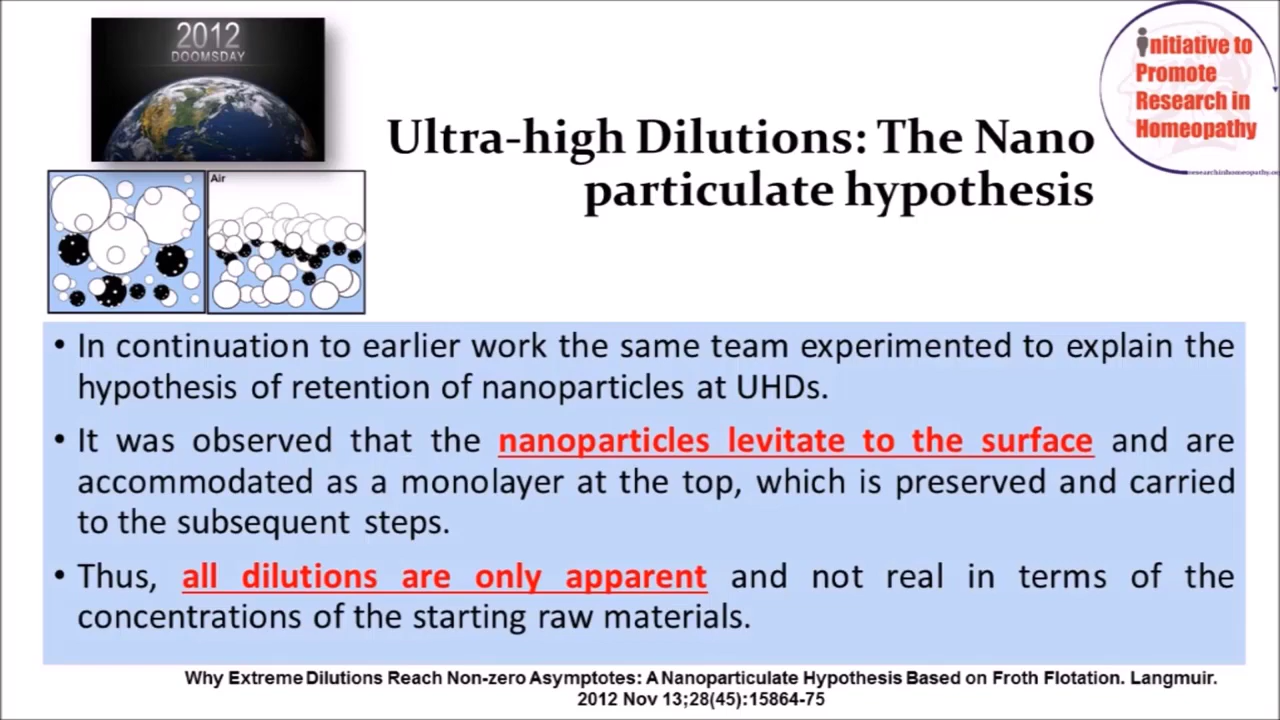 2012
DOOMSDAY
initiative to
Promote
Research in
Homeopathy
researchinhomeopathy.or
Ultra-high Dilutions: The Nano
particulate hypothesis
Air
• In continuation to earlier work the same team experimented to explain the
hypothesis of retention of nanoparticles at UHDs.
• It was observed that the nanoparticles levitate to the surface and are
accommodated as a monolayer at the top, which is preserved and carried
to the subsequent steps.
• Thus, all dilutions are only apparent and not real in terms of the
concentrations of the starting raw materials.
Why Extreme Dilutions Reach Non-zero Asymptotes: A Nanoparticulate Hypothesis Based on Froth Flotation. Langmuir.
2012 Nov 13;28(45):15864-75